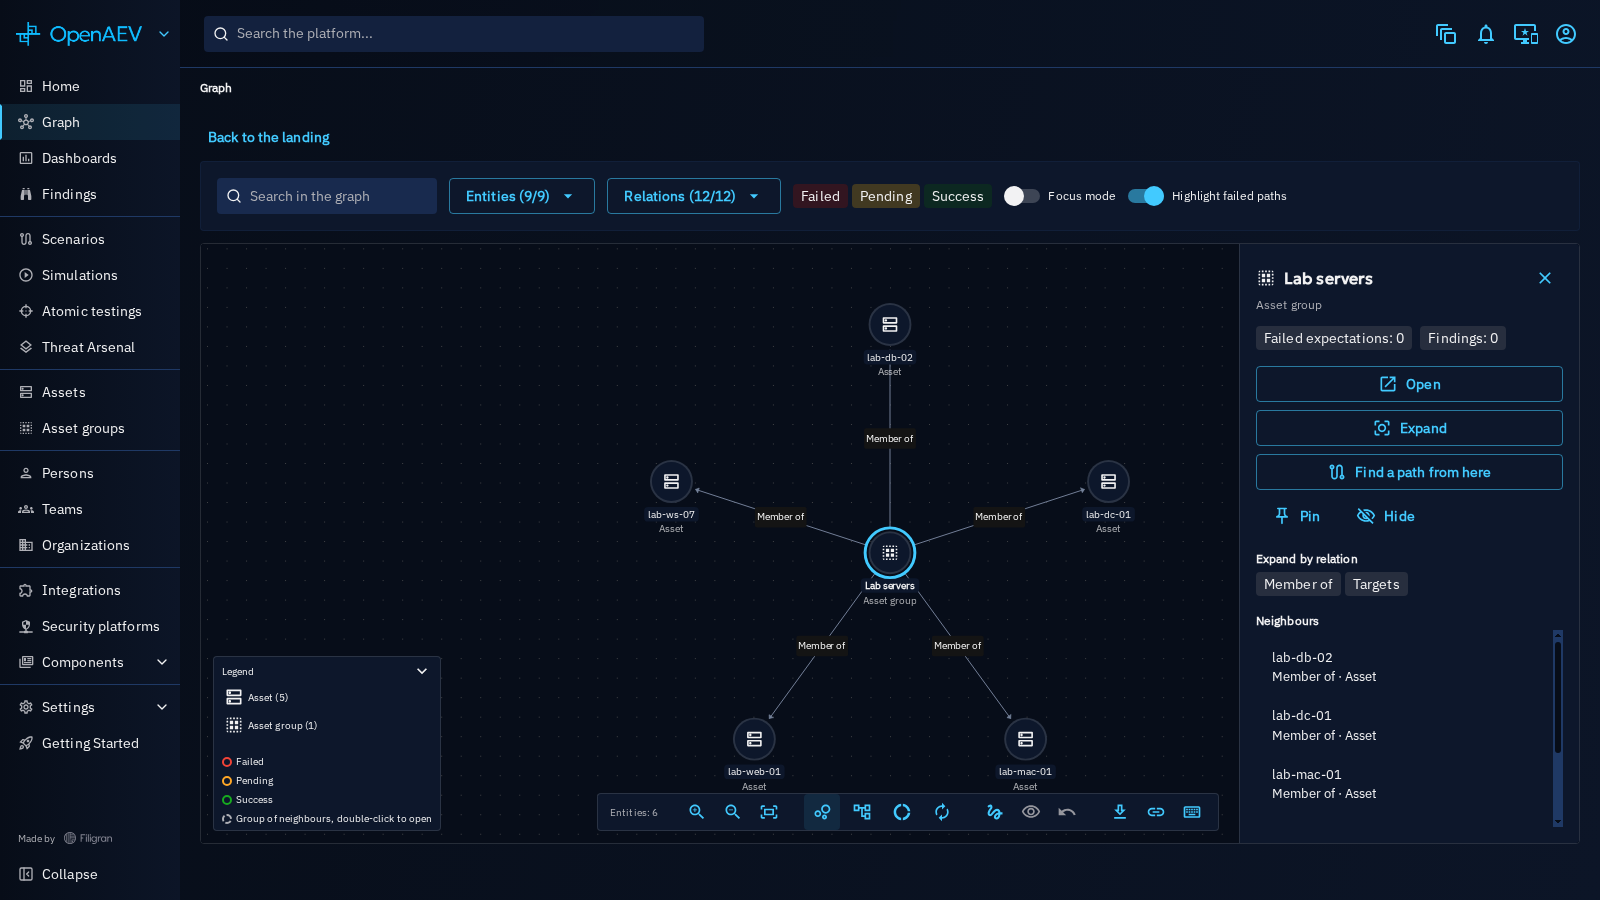 OpenAEV
Search the platform...
Home
Graph
Dashboards
Findings
Scenarios
Simulations
Atomic testings
Threat Arsenal
Assets
Asset groups
Persons
Teams
Organizations
Integrations
Security platforms
Components
Settings
Getting Started
Made by Filigran
Collapse
Graph
Back to the landing
Search in the graph
Entities (9/9)
Relations (12/12)
Failed
Pending
Success
Focus mode
Highlight failed paths
lab-db-02
Asset
Member of
lab-ws-07
Asset
Member of
Member of
lab-dc-01
Asset
Lab servers
Asset group
Member of
Member of
lab-web-01
Asset
lab-mac-01
Asset
Legend
Asset (5)
Asset group (1)
Failed
Pending
Success
Group of neighbours, double-click to open
Entities: 6
Lab servers
Asset group
Failed expectations: 0
Findings: 0
Open
Expand
Find a path from here
Pin
Hide
Expand by relation
Member of
Targets
Neighbours
lab-db-02
Member of · Asset
lab-dc-01
Member of · Asset
lab-mac-01
Member of · Asset